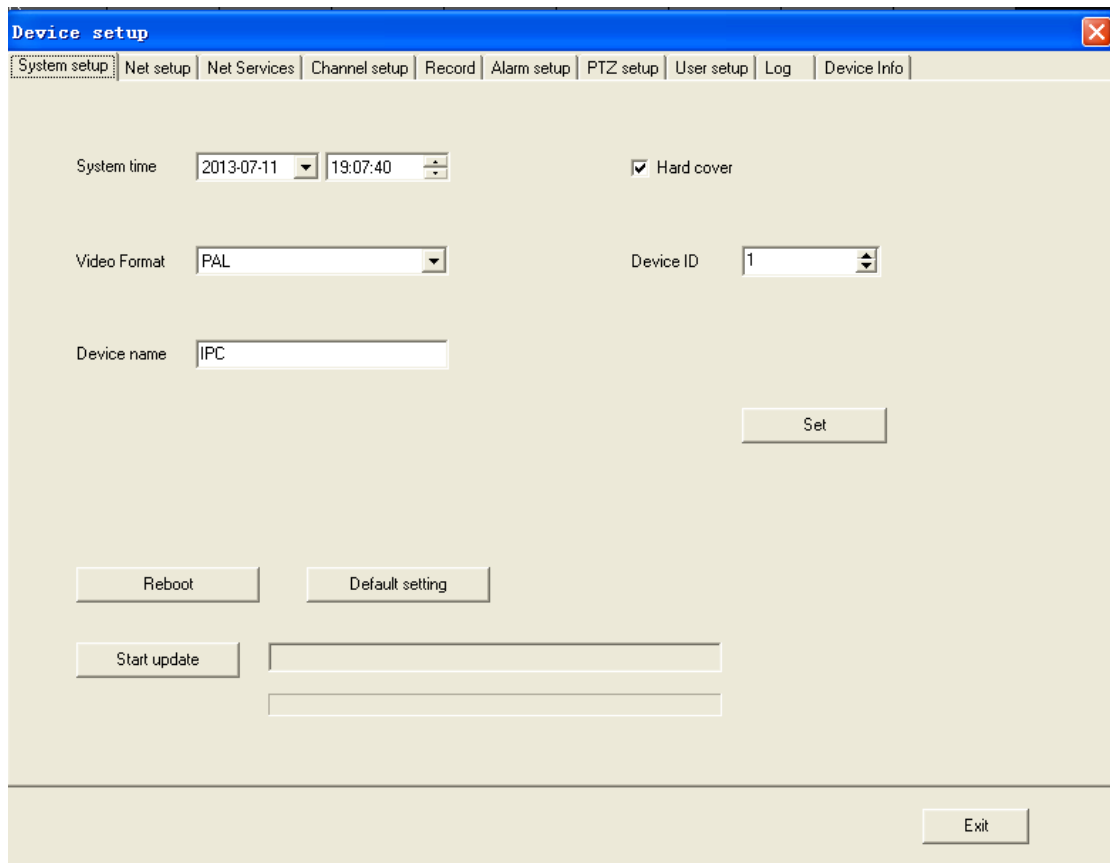 Device setup
System setup Net setup Net Services Channel setup Record Alarm setup PTZ setup User setup Log Device Info
System time 2013-07-11 19:07:40 Hard cover
Video Format PAL Device ID 1
Device name IPC
Set
Reboot Default setting
Start update
Exit